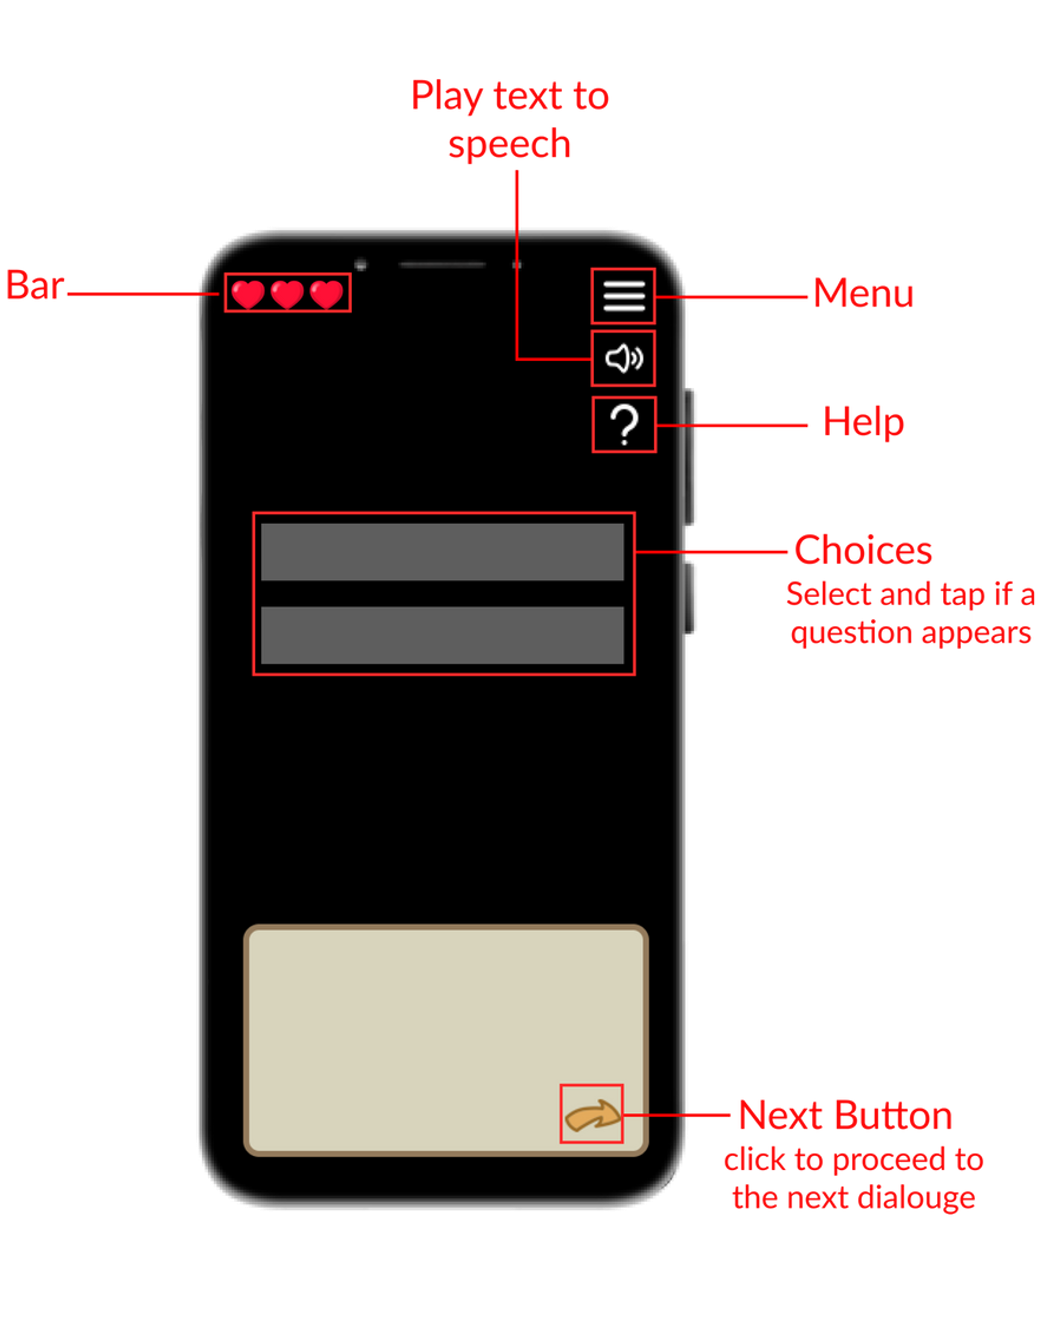 Play text to
speech
Bar
Menu
Help
Choices
Select and tap if a
question appears
Next Button
click to proceed to
the next dialouge